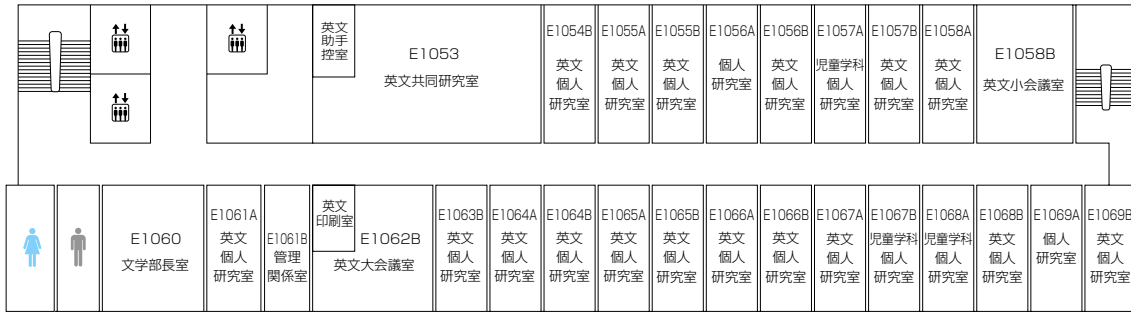 英文
助手
控室
E1053
英文共同研究室
E1054B
英文
個人
研究室
E1055A
英文
個人
研究室
E1055B
英文
個人
研究室
E1056A
個人
研究室
E1056B
英文
個人
研究室
E1057A
児童学科
個人
研究室
E1057B
英文
個人
研究室
E1058A
英文
個人
研究室
E1058B
英文小会議室
E1060
文学部長室
E1061A
英文
個人
研究室
E1061B
管理
関係室
英文
印刷室
E1062B
英文大会議室
E1063B
英文
個人
研究室
E1064A
英文
個人
研究室
E1064B
英文
個人
研究室
E1065A
英文
個人
研究室
E1065B
英文
個人
研究室
E1066A
英文
個人
研究室
E1066B
英文
個人
研究室
E1067A
英文
個人
研究室
E1067B
児童学科
個人
研究室
E1068A
児童学科
個人
研究室
E1068B
英文
個人
研究室
E1069A
個人
研究室
E1069B
英文
個人
研究室